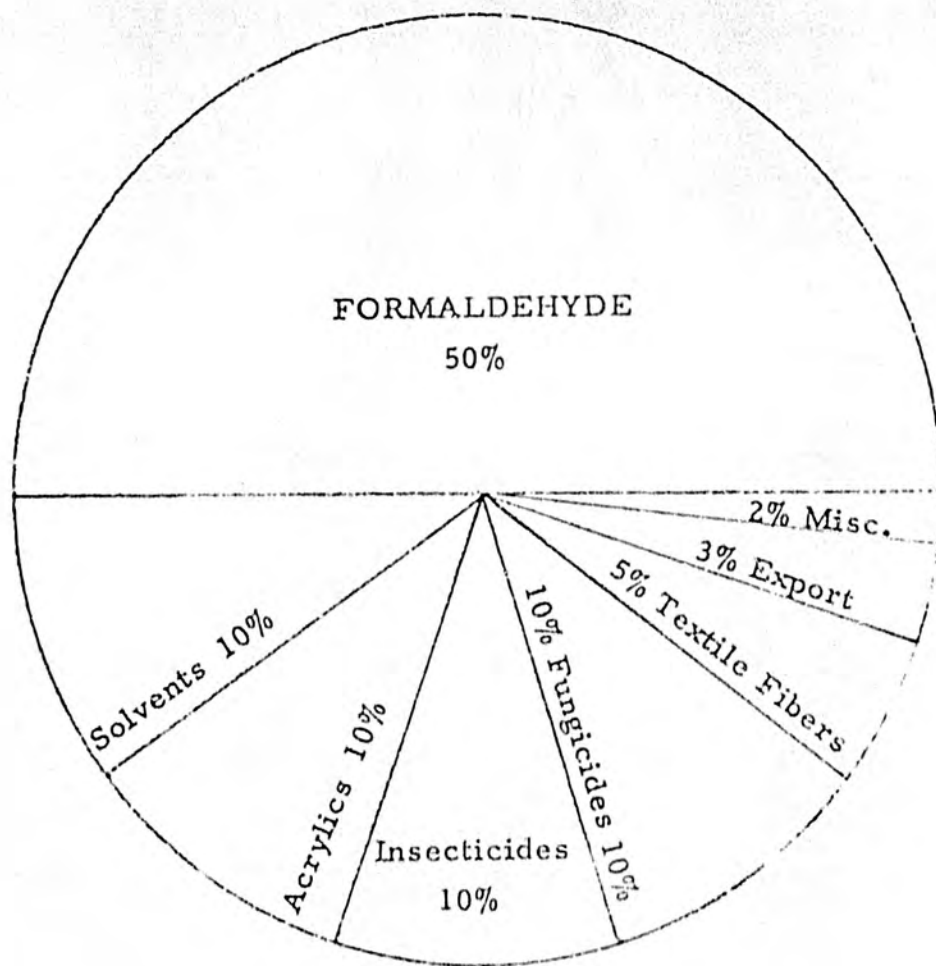 FORMALDEHYDE
50%
2% Misc.
3% Export
5% Textile Fibers
10% Fungicides 10%
Insecticides
10%
Acrylics 10%
Solvents 10%